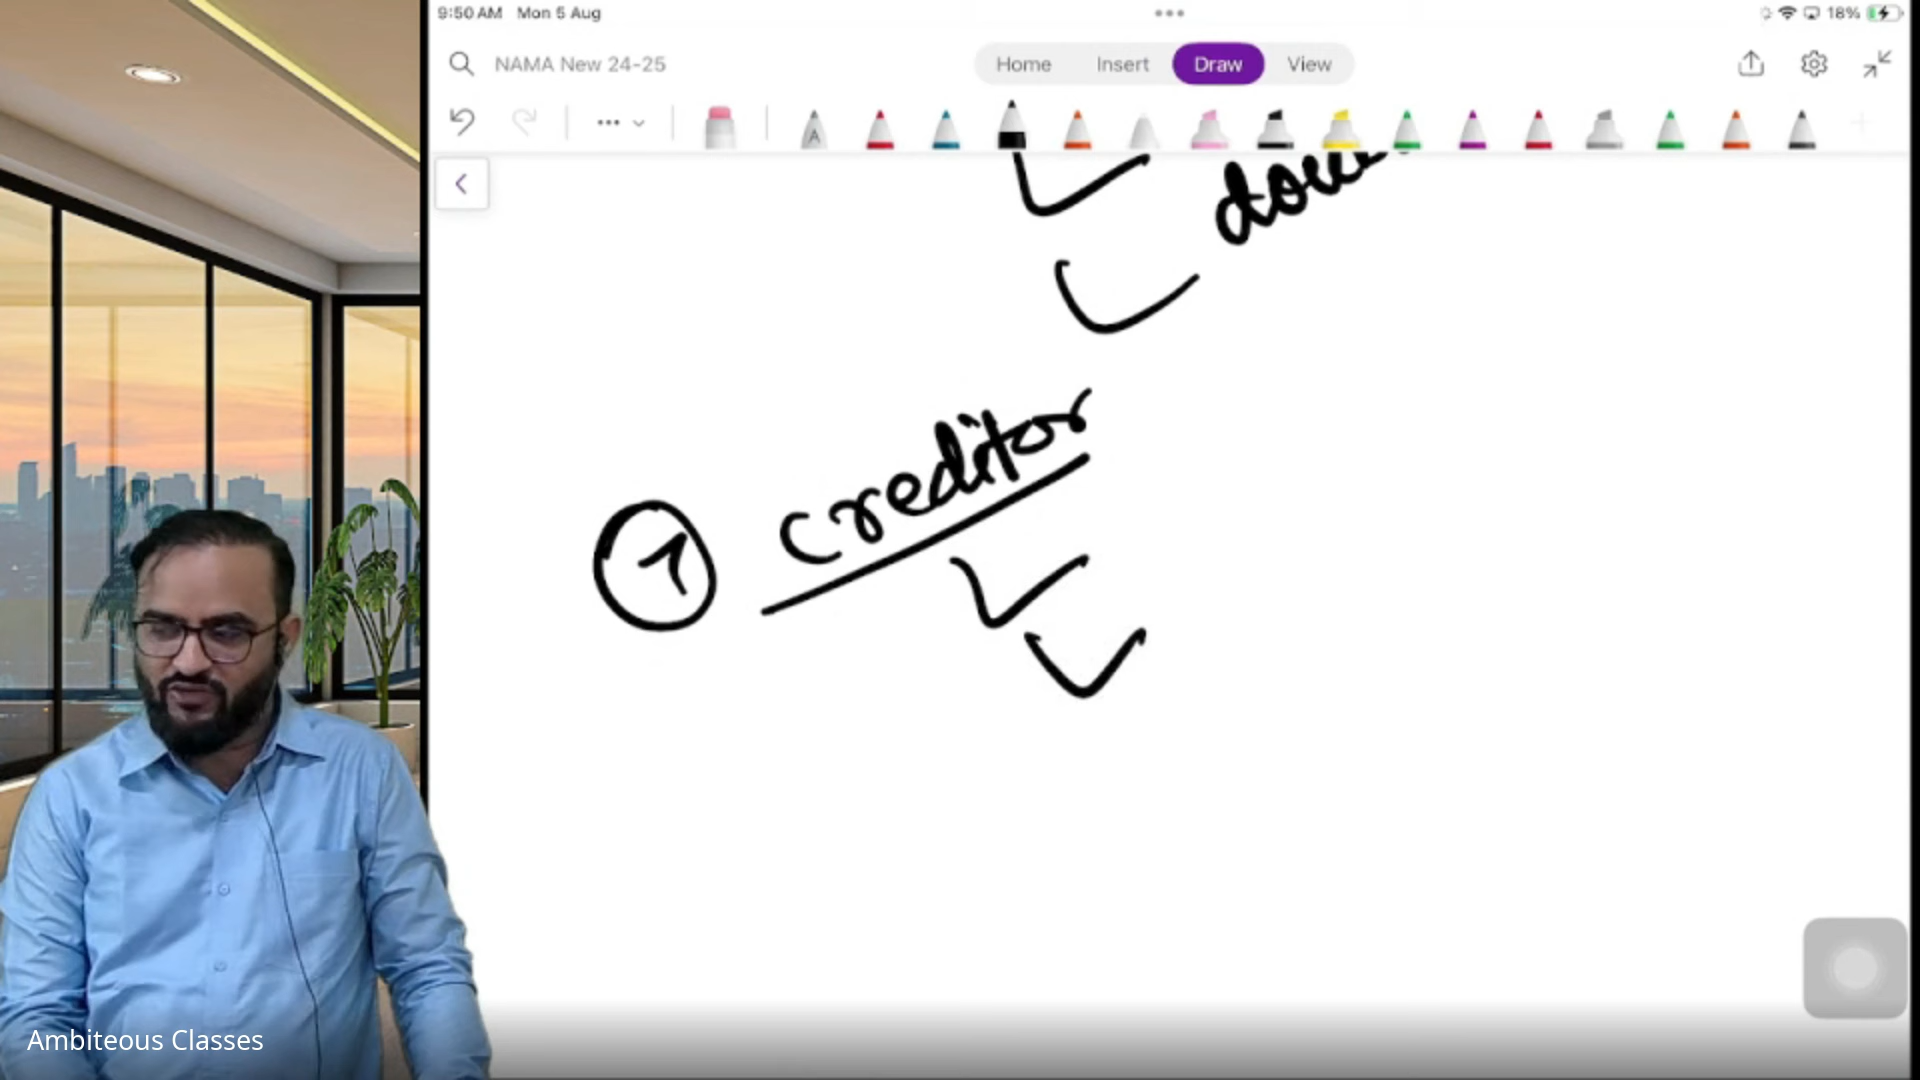 9:50 AM Mon 5 Aug
18%
NAMA New 24-25
Home Insert Draw View
A
7 creditor
Ambiteous Classes